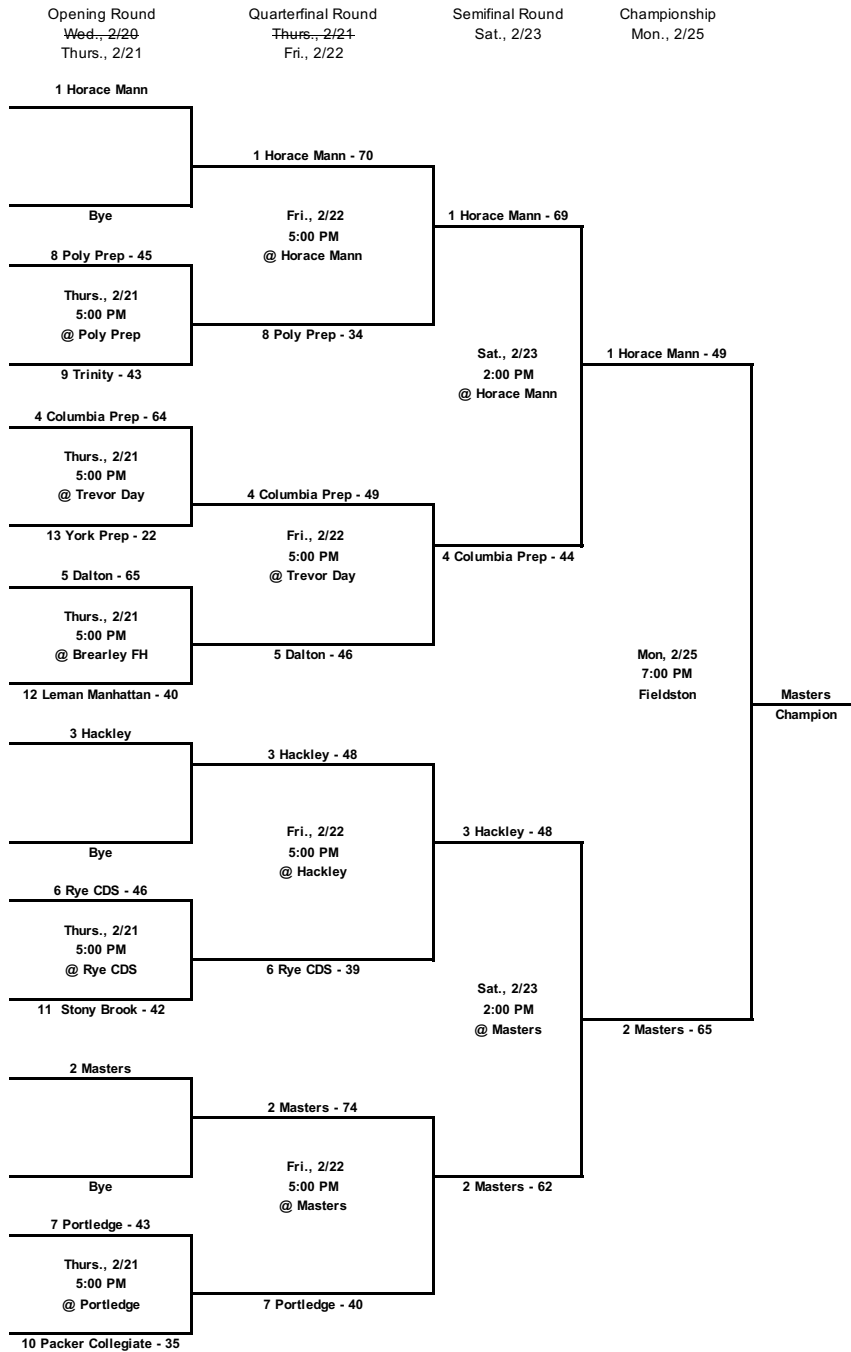 Opening Round
Wed., 2/20
Thurs., 2/21
Quarterfinal Round
Thurs., 2/21
Fri., 2/22
Semifinal Round
Sat., 2/23
Championship
Mon., 2/25
1 Horace Mann
Bye
8 Poly Prep - 45
Thurs., 2/21
5:00 PM
@ Poly Prep
9 Trinity - 43
4 Columbia Prep - 64
Thurs., 2/21
5:00 PM
@ Trevor Day
13 York Prep - 22
5 Dalton - 65
Thurs., 2/21
5:00 PM
@ Brearley FH
12 Leman Manhattan - 40
3 Hackley
Bye
6 Rye CDS - 46
Thurs., 2/21
5:00 PM
@ Rye CDS
11 Stony Brook - 42
2 Masters
Bye
7 Portledge - 43
Thurs., 2/21
5:00 PM
@ Portledge
10 Packer Collegiate - 35
1 Horace Mann - 70
Fri., 2/22
5:00 PM
@ Horace Mann
8 Poly Prep - 34
4 Columbia Prep - 49
Fri., 2/22
5:00 PM
@ Trevor Day
5 Dalton - 46
3 Hackley - 48
Fri., 2/22
5:00 PM
@ Hackley
6 Rye CDS - 39
2 Masters - 74
Fri., 2/22
5:00 PM
@ Masters
7 Portledge - 40
1 Horace Mann - 69
Sat., 2/23
2:00 PM
@ Horace Mann
4 Columbia Prep - 44
3 Hackley - 48
Sat., 2/23
2:00 PM
@ Masters
2 Masters - 62
1 Horace Mann - 49
Mon, 2/25
7:00 PM
Fieldston
2 Masters - 65
Masters
Champion